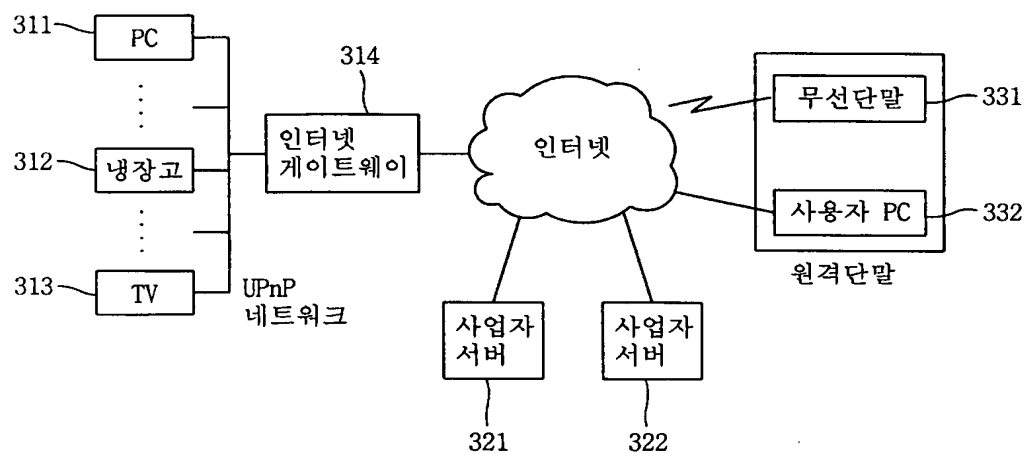 311
PC
312
냉장고
313
TV
UPnP
네트워크
314
인터넷
게이트웨이
인터넷
사업자
서버
321
사업자
서버
322
무선단말
331
사용자 PC
332
원격단말